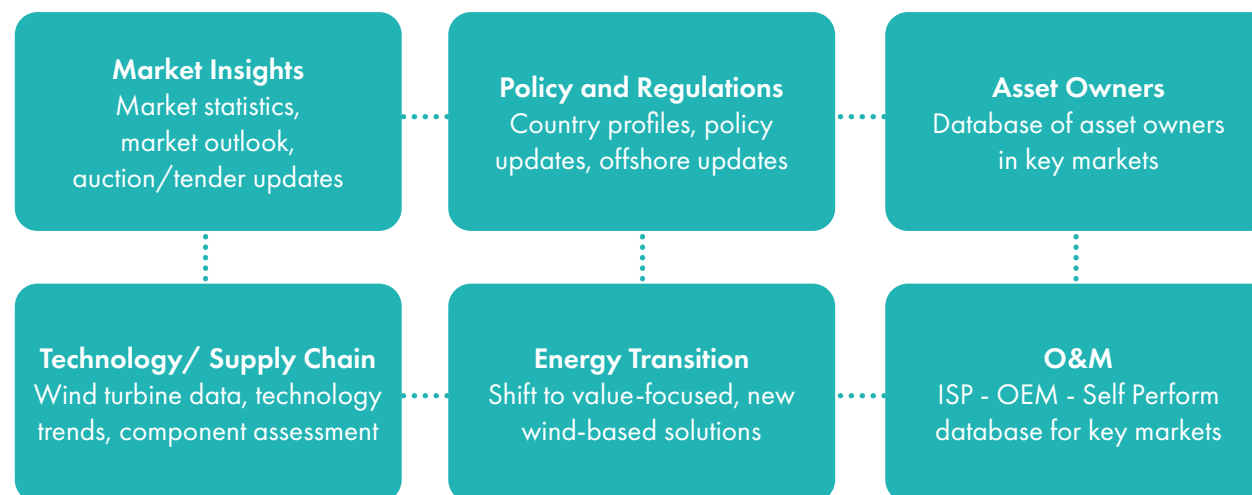 Market Insights
Market statistics,
market outlook,
auction/tender updates
Policy and Regulations
Country profiles, policy
updates, offshore updates
Asset Owners
Database of asset owners
in key markets
Technology/ Supply Chain
Wind turbine data, technology
trends, component assessment
Energy Transition
Shift to value-focused, new
wind-based solutions
O&M
ISP - OEM - Self Perform
database for key markets